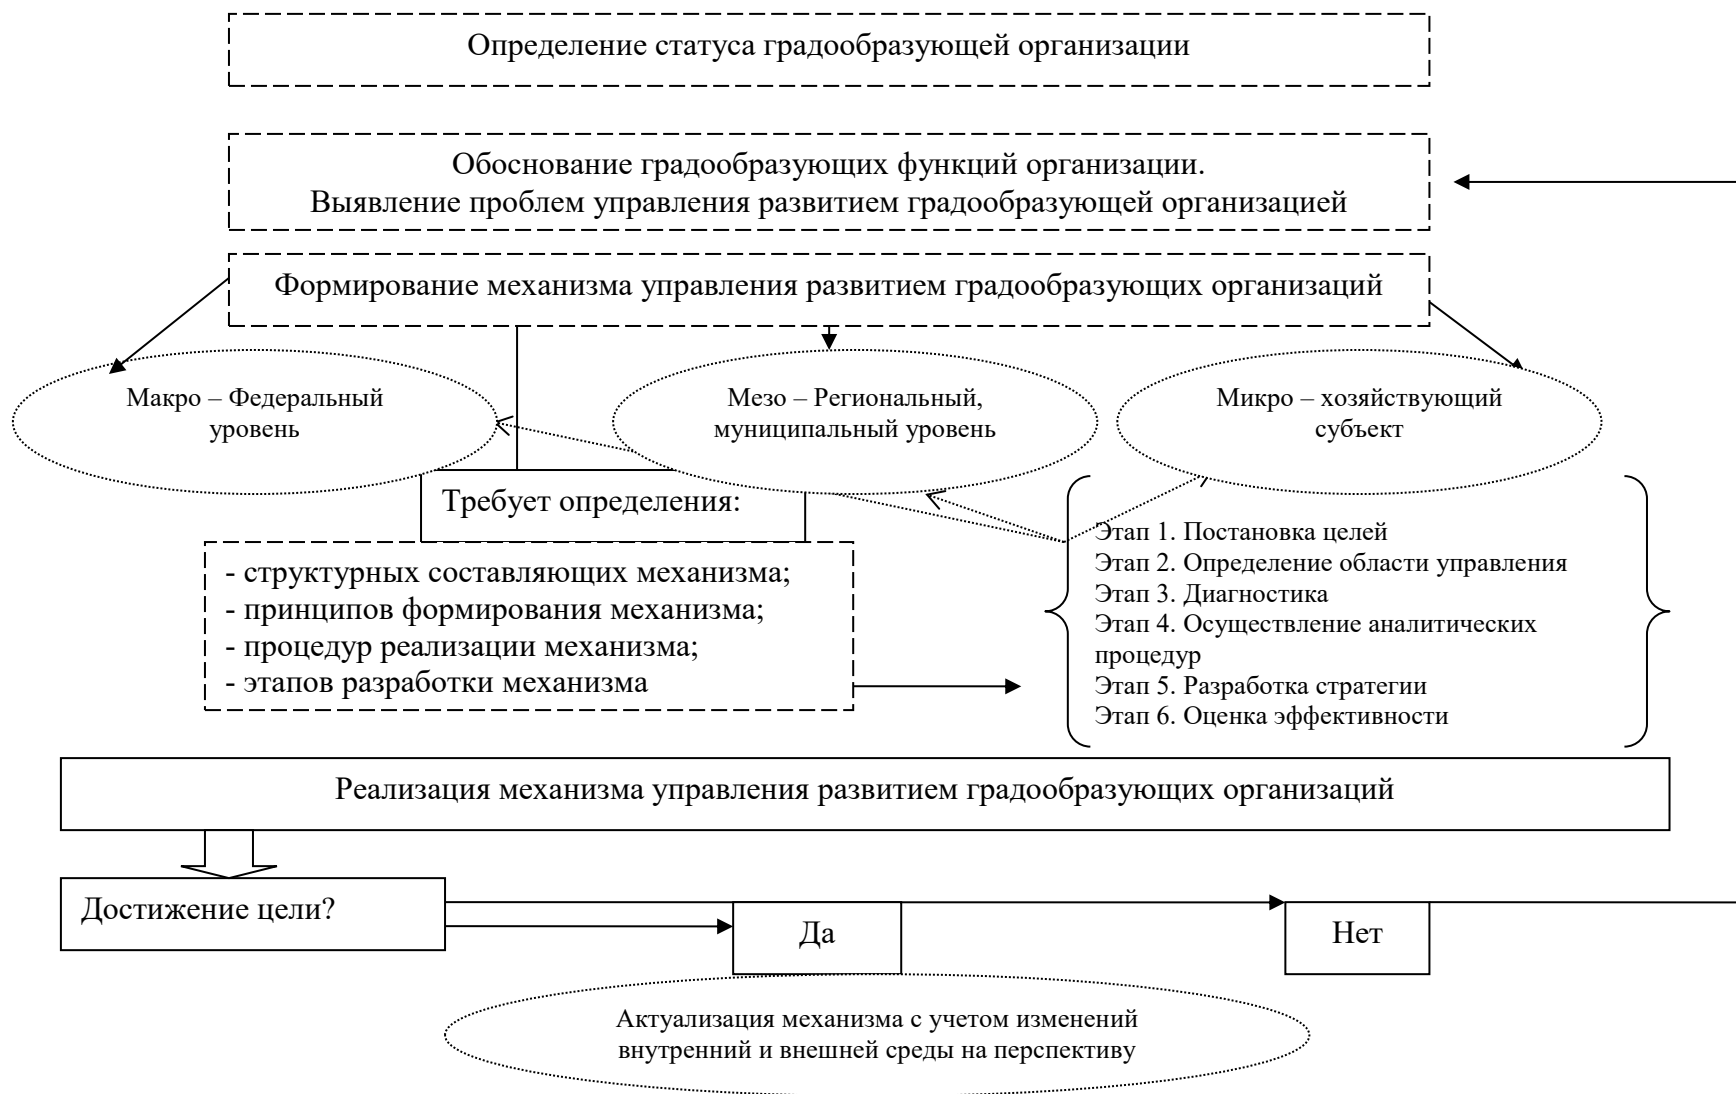 Определение статуса градообразующей организации
Обоснование градообразующих функций организации.
Выявление проблем управления развитием градообразующей организацией
Формирование механизма управления развитием градообразующих организаций
Макро – Федеральный
уровень
Мезо – Региональный,
муниципальный уровень
Микро – хозяйствующий
субъект
Требует определения:
- структурных составляющих механизма;
- принципов формирования механизма;
- процедур реализации механизма;
- этапов разработки механизма
Этап 1. Постановка целей
Этап 2. Определение области управления
Этап 3. Диагностика
Этап 4. Осуществление аналитических
процедур
Этап 5. Разработка стратегии
Этап 6. Оценка эффективности
Реализация механизма управления развитием градообразующих организаций
Достижение цели?
Да
Нет
Актуализация механизма с учетом изменений
внутренний и внешней среды на перспективу